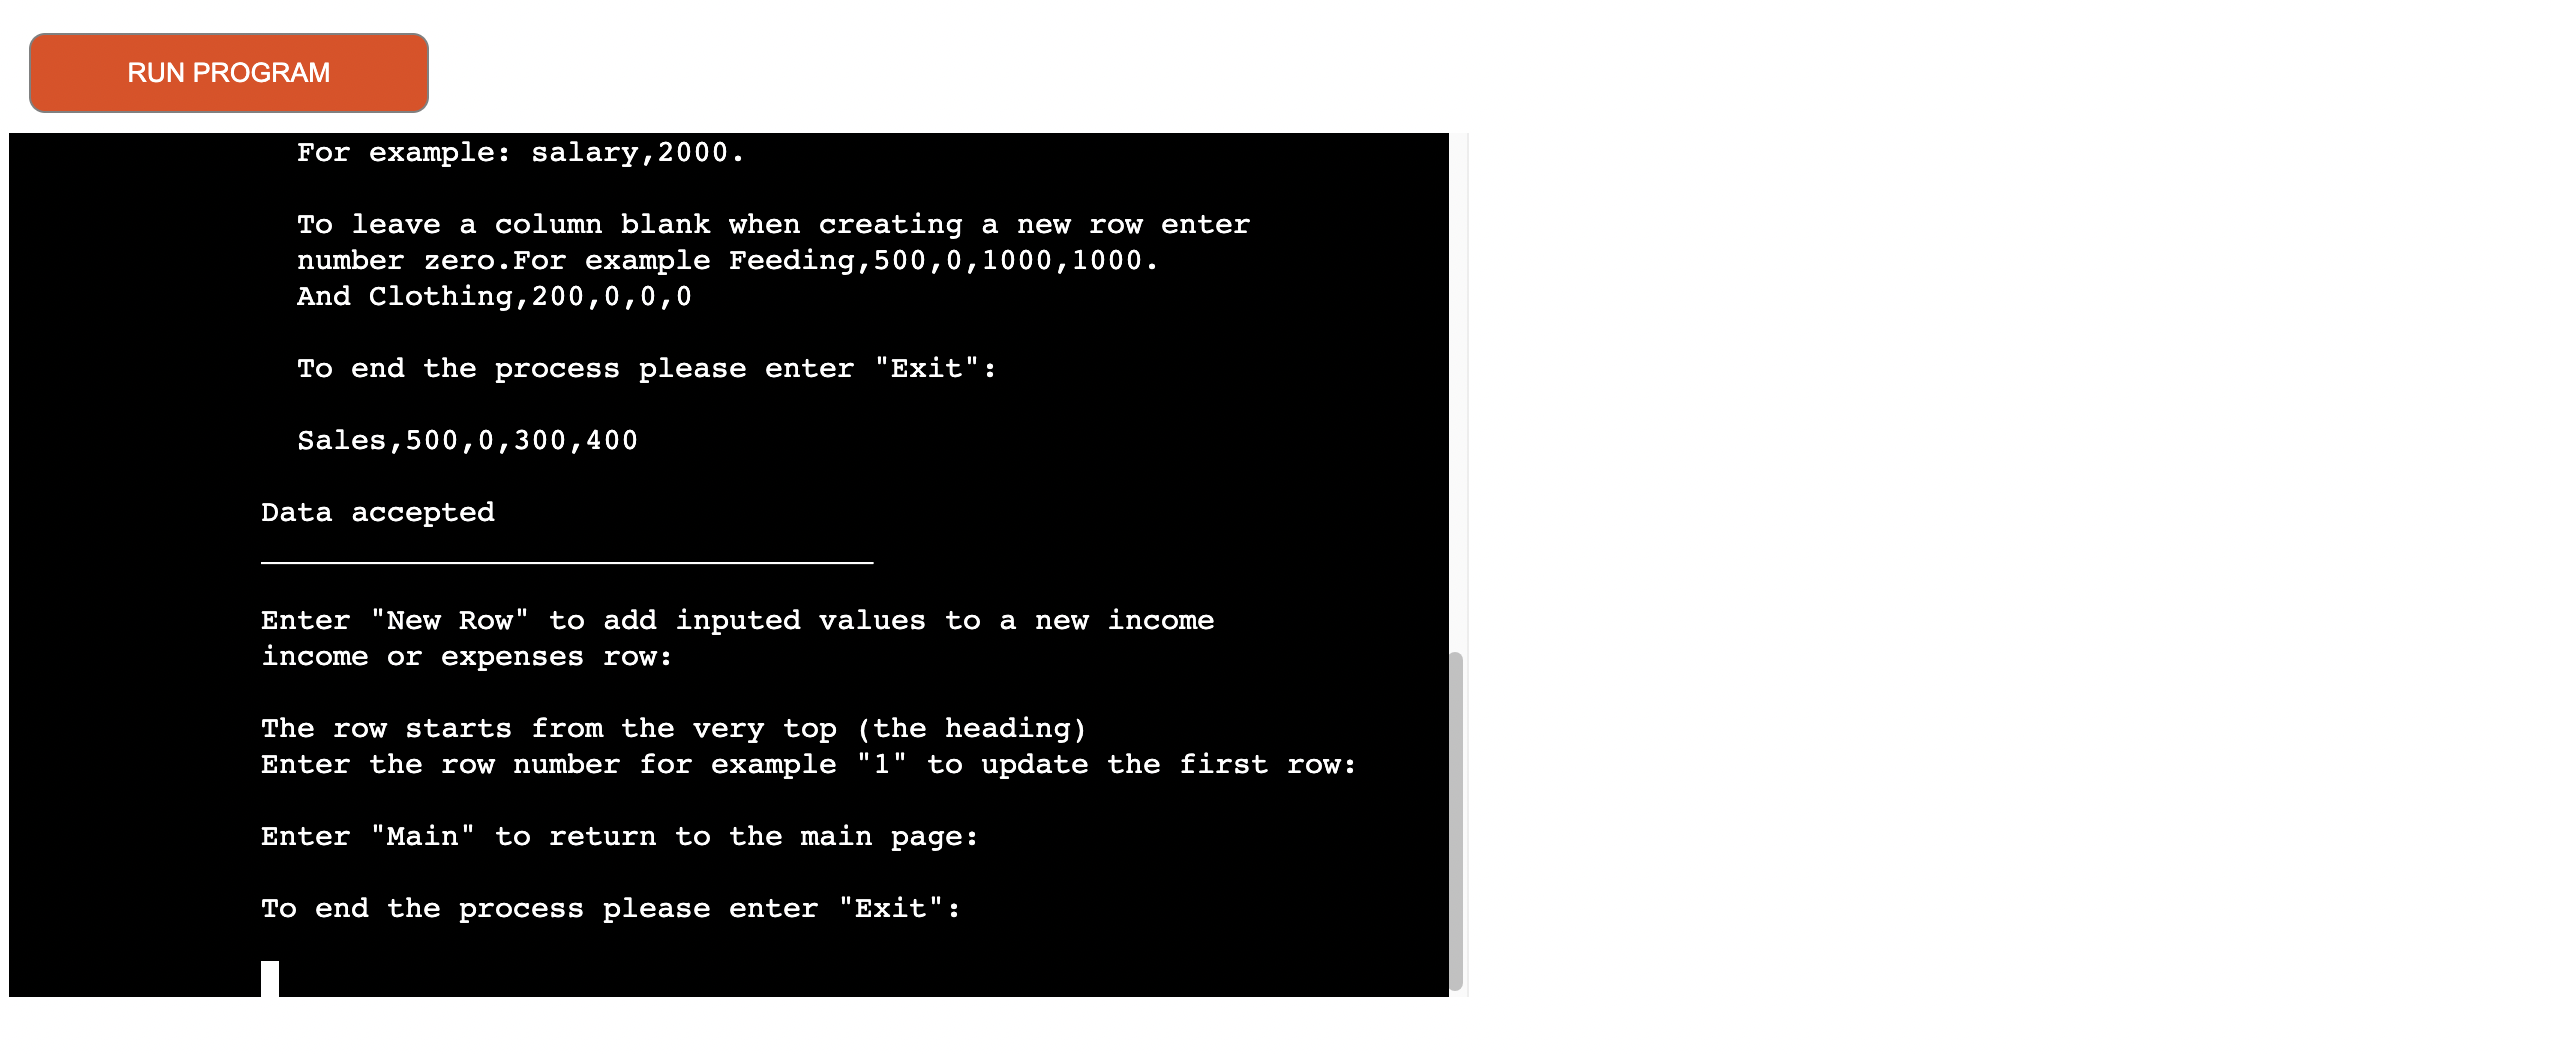 RUN PROGRAM
For example: salary,2000.
To leave a column blank when creating a new row enter
number zero.For example Feeding,500,0,1000,1000.
And Clothing,200,0,0,0
To end the process please enter "Exit":
Sales,500,0,300,400
Data accepted
__________________________________
Enter "New Row" to add inputed values to a new income
income or expenses row:
The row starts from the very top (the heading)
Enter the row number for example "1" to update the first row:
Enter "Main" to return to the main page:
To end the process please enter "Exit":